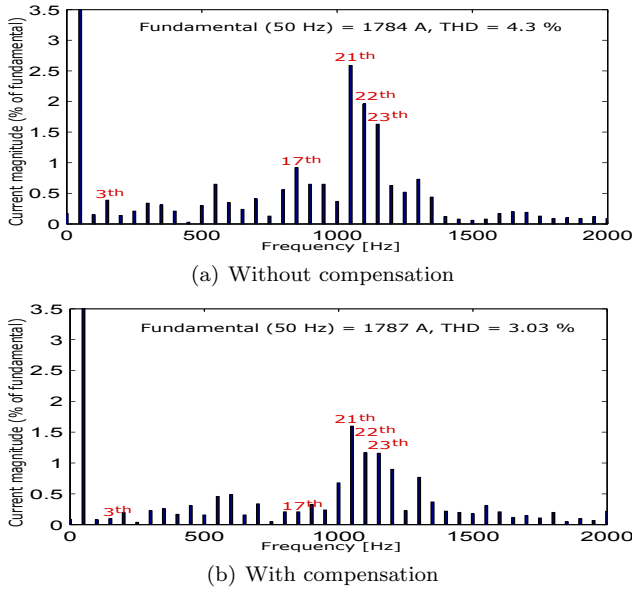 Fundamental (50 Hz) = 1784 A, THD = 4.3 %
Current magnitude (% of fundamental)
3.5
3
2.5
2
1.5
1
0.5
0
21th
22th
23th
17th
3th
0
500
1000
1500
2000
Frequency [Hz]
(a) Without compensation
Fundamental (50 Hz) = 1787 A, THD = 3.03 %
Current magnitude (% of fundamental)
3.5
3
2.5
2
1.5
1
0.5
0
21th
22th
23th
17th
3th
0
500
1000
1500
2000
Frequency [Hz]
(b) With compensation